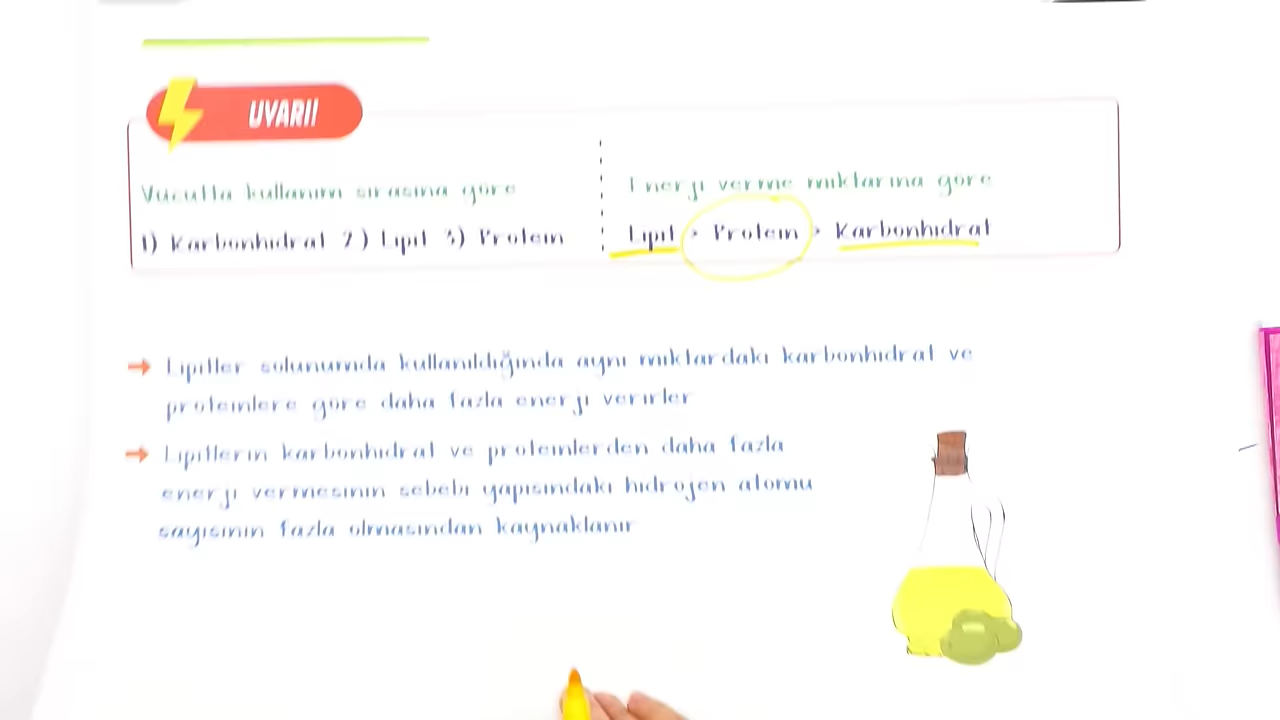 UYARI!
Vücutta kullanım sırasına göre
1) Karbonhidrat 2) Lipit 3) Protein
Enerji verme miktarına göre
Lipit > Protein > Karbonhidrat
Lipitler solunumda kullanıldığında aynı miktardaki karbonhidrat ve
proteinlere göre daha fazla enerji verirler
Lipitlerin karbonhidrat ve proteinlerden daha fazla
enerji vermesinin sebebi yapısındaki hidrojen atomu
sayısının fazla olmasından kaynaklanır